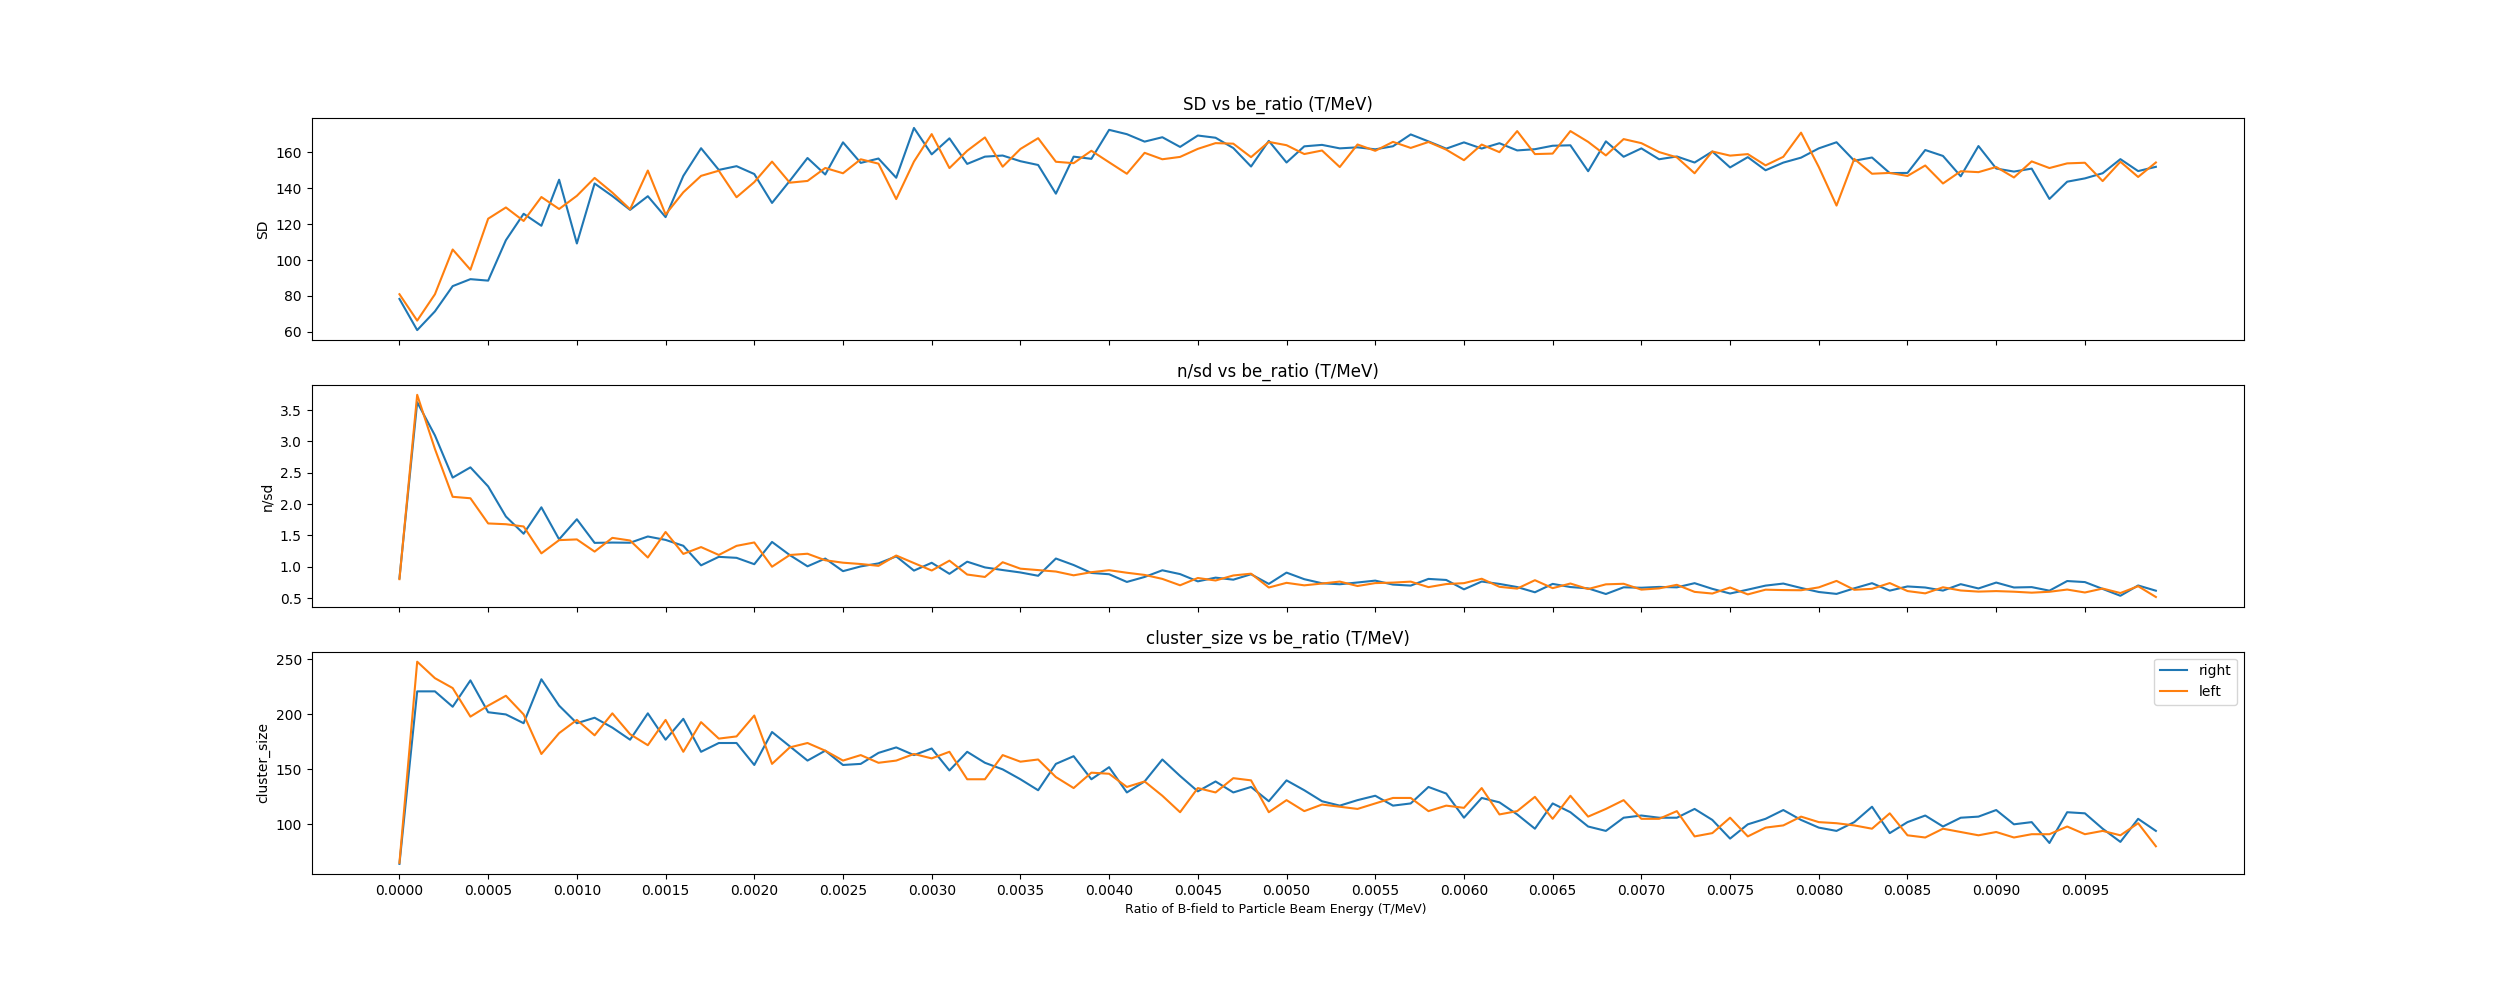 SD vs be_ratio (T/MeV)
160
140
120
100
80
60
SD
n/sd vs be_ratio (T/MeV)
3.5
3.0
2.5
2.0
1.5
1.0
0.5
n/sd
cluster_size vs be_ratio (T/MeV)
250
200
150
100
cluster_size
right
left
0.0000 0.0005 0.0010 0.0015 0.0020 0.0025 0.0030 0.0035 0.0040 0.0045 0.0050 0.0055 0.0060 0.0065 0.0070 0.0075 0.0080 0.0085 0.0090 0.0095
Ratio of B-field to Particle Beam Energy (T/MeV)